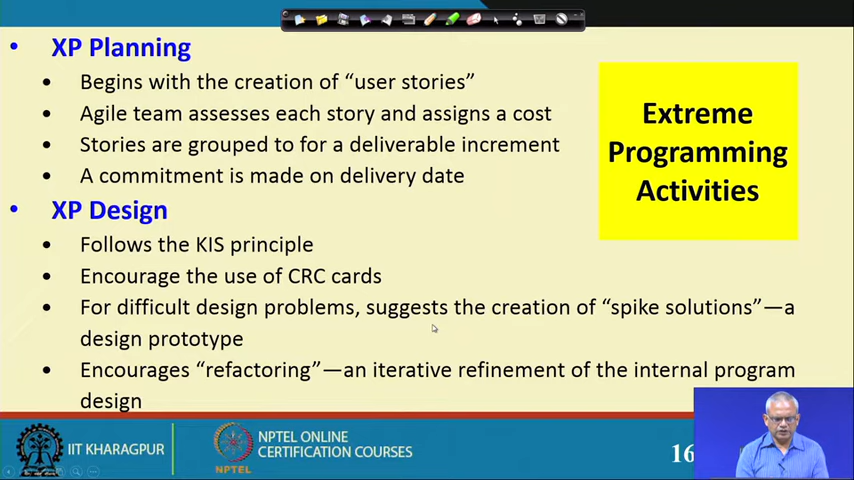 • XP Planning
• Begins with the creation of “user stories”
• Agile team assesses each story and assigns a cost
• Stories are grouped to for a deliverable increment
• A commitment is made on delivery date
Extreme
Programming
Activities
• XP Design
• Follows the KIS principle
• Encourage the use of CRC cards
• For difficult design problems, suggests the creation of “spike solutions”—a
design prototype
• Encourages “refactoring”—an iterative refinement of the internal program
design
IIT KHARAGPUR
NPTEL
NPTEL ONLINE
CERTIFICATION COURSES
16